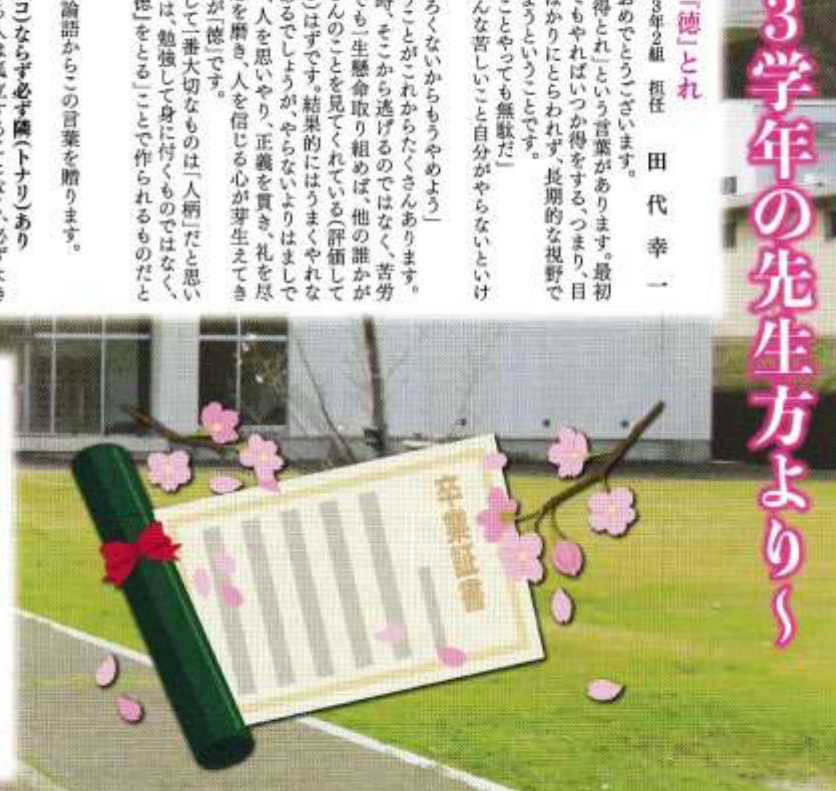 3学年の先生方より～
『徳』とれ
3年2組 担任 田代幸一
おめでとうございます。
得とれ」という言葉があります。最初
でもやればいつか得をする、つまり、目
ばかりにとらわれず、長期的な視野で
ようということです。
ことやっても無駄だ」
んな苦しいこと自分がやらないといけ
ろくないからもうやめよう」
うことがこれからたくさんあります。
時、そこから逃げるのではなく、苦労
でも一生懸命取り組めば、他の誰かが
んのことを見てくれている(評価して
)はずです。結果的にはうまくやれな
あるでしょうが、やらないよりはまして
、人を思いやり、正義を貫き、礼を尽
を磨き、人を信じる心が芽生えてき
が「徳」です。
して一番大切なものは「人柄」だと思い
は、勉強して身に付くものではなく、
徳』をとる」ことで作られるものだと
論語からこの言葉を贈ります。
コ)ならず必ず隣(トナリ)あり
卒業証書